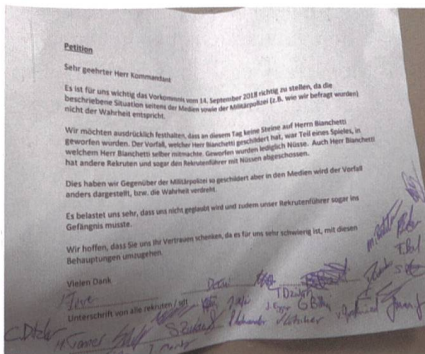 Petition
Sehr geehrter Herr Kommandant
Es ist für uns wichtig das Vorkommnis vom 14. September 2018 richtig zu stellen, da die
beschriebene Situation seitens der Medien sowie der Militärpolizei (z.B. wie wir befragt wurden)
nicht der Wahrheit entspricht.
Wir möchten ausdrücklich festhalten, dass an diesem Tag keine Steine auf Herrn Bianchetti
geworfen wurden. Der Vorfall, welcher Herr Bianchetti geschildert hat, war Teil eines Spieles, in
welchem Herr Bianchetti selber mitmachte. Geworfen wurden lediglich Nüsse. Auch Herr Bianchetti
hat andere Rekruten und sogar den Rekrutenführer mit Nüssen abgeschossen.
Dies haben wir Gegenüber der Militärpolizei so geschildert aber in den Medien wird der Vorfall
anders dargestellt, bzw. die Wahrheit verdreht.
Es belastet uns sehr, dass uns nicht geglaubt wird und zudem unser Rekrutenführer sogar ins
Gefängnis musste.
Wir hoffen, dass Sie uns Ihr Vertrauen schenken, da es für uns sehr schwierig ist, mit diesen
Behauptungen umzugehen.
Vielen Dank
Unterschrift von alle rekruten /